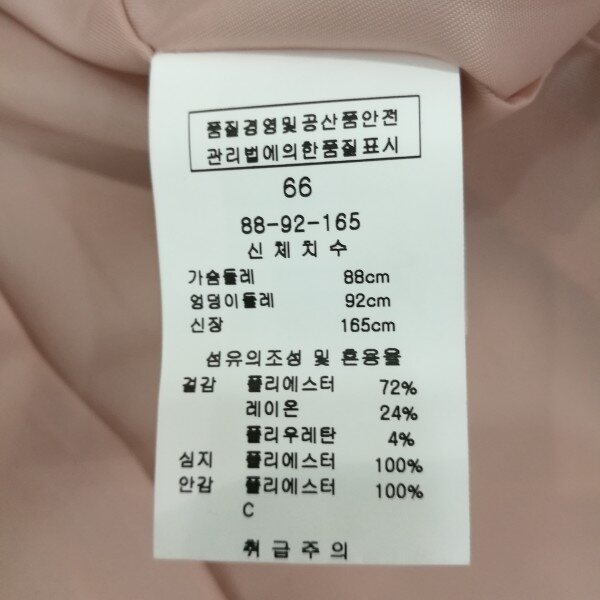 품질경영및공산품안전
관리법에의한품질표시
66
88-92-165
신체치수
가슴둘레 88cm
엉덩이둘레 92cm
신장 165cm
섬유의조성 및 혼용율
겉감 폴리에스터 72%
레이온 24%
폴리우레탄 4%
심지 폴리에스터 100%
안감 폴리에스터 100%
C
취급주의